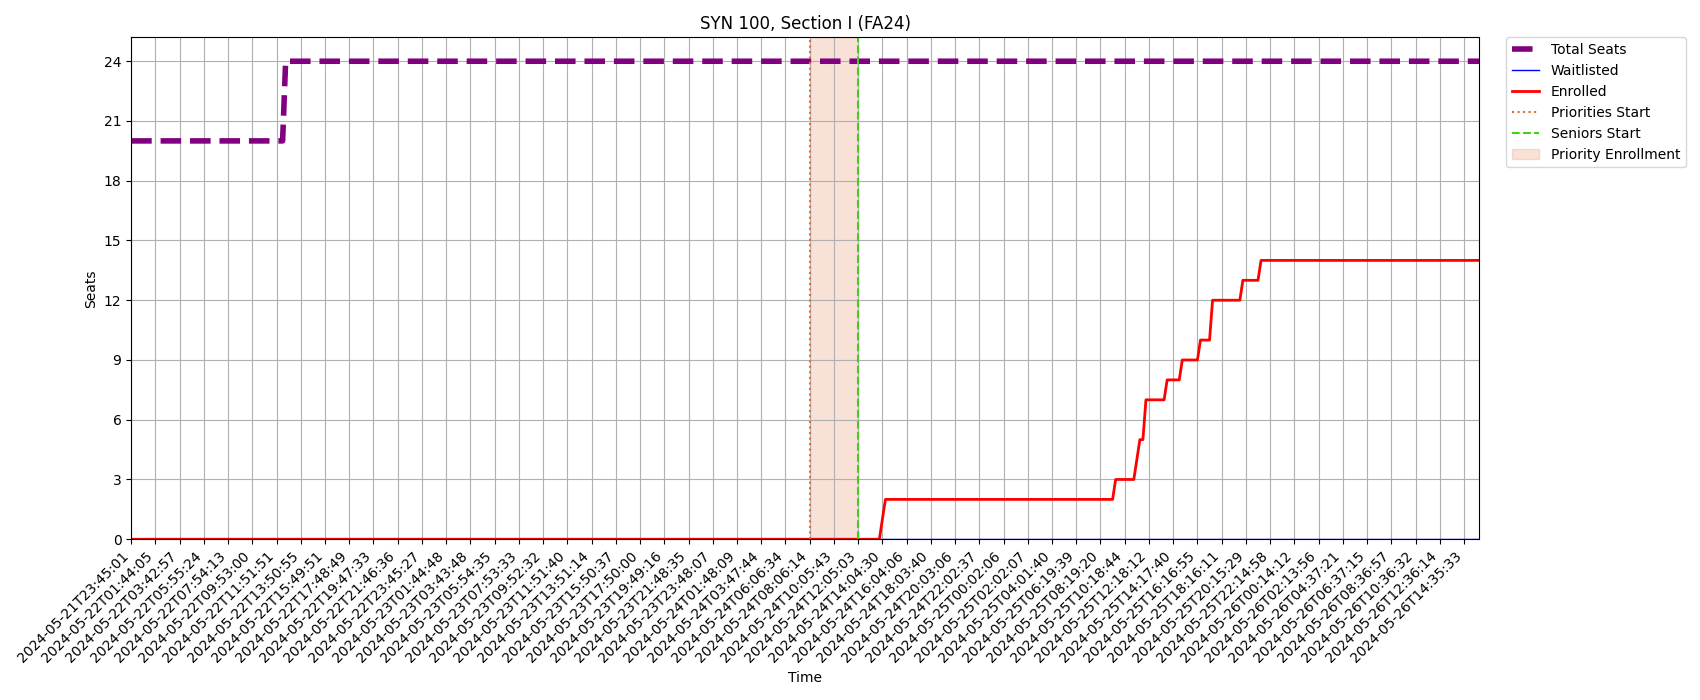 SYN 100, Section I (FA24)
Total Seats
Waitlisted
Enrolled
Priorities Start
Seniors Start
Priority Enrollment
Seats
24
21
18
15
12
9
6
3
0
2024-05-21T23:45:01
2024-05-22T01:44:05
2024-05-22T03:42:57
2024-05-22T05:55:24
2024-05-22T07:54:13
2024-05-22T09:53:00
2024-05-22T11:51:51
2024-05-22T13:50:55
2024-05-22T15:49:51
2024-05-22T17:48:49
2024-05-22T19:47:33
2024-05-22T21:46:36
2024-05-22T23:45:27
2024-05-23T01:44:48
2024-05-23T03:43:48
2024-05-23T05:54:35
2024-05-23T07:53:33
2024-05-23T09:52:32
2024-05-23T11:51:40
2024-05-23T13:51:14
2024-05-23T15:50:37
2024-05-23T17:50:00
2024-05-23T19:49:16
2024-05-23T21:48:35
2024-05-23T23:48:07
2024-05-24T01:48:09
2024-05-24T03:47:44
2024-05-24T06:06:34
2024-05-24T08:06:14
2024-05-24T10:05:43
2024-05-24T12:05:03
2024-05-24T14:04:30
2024-05-24T16:04:06
2024-05-24T18:03:40
2024-05-24T20:03:06
2024-05-24T22:02:37
2024-05-25T00:02:06
2024-05-25T02:02:07
2024-05-25T04:01:40
2024-05-25T06:19:39
2024-05-25T08:19:20
2024-05-25T10:18:44
2024-05-25T12:18:12
2024-05-25T14:17:40
2024-05-25T16:16:55
2024-05-25T18:16:11
2024-05-25T20:15:29
2024-05-25T22:14:58
2024-05-26T00:14:12
2024-05-26T02:13:56
2024-05-26T04:37:21
2024-05-26T06:37:15
2024-05-26T08:36:57
2024-05-26T10:36:32
2024-05-26T12:36:14
2024-05-26T14:35:33
Time